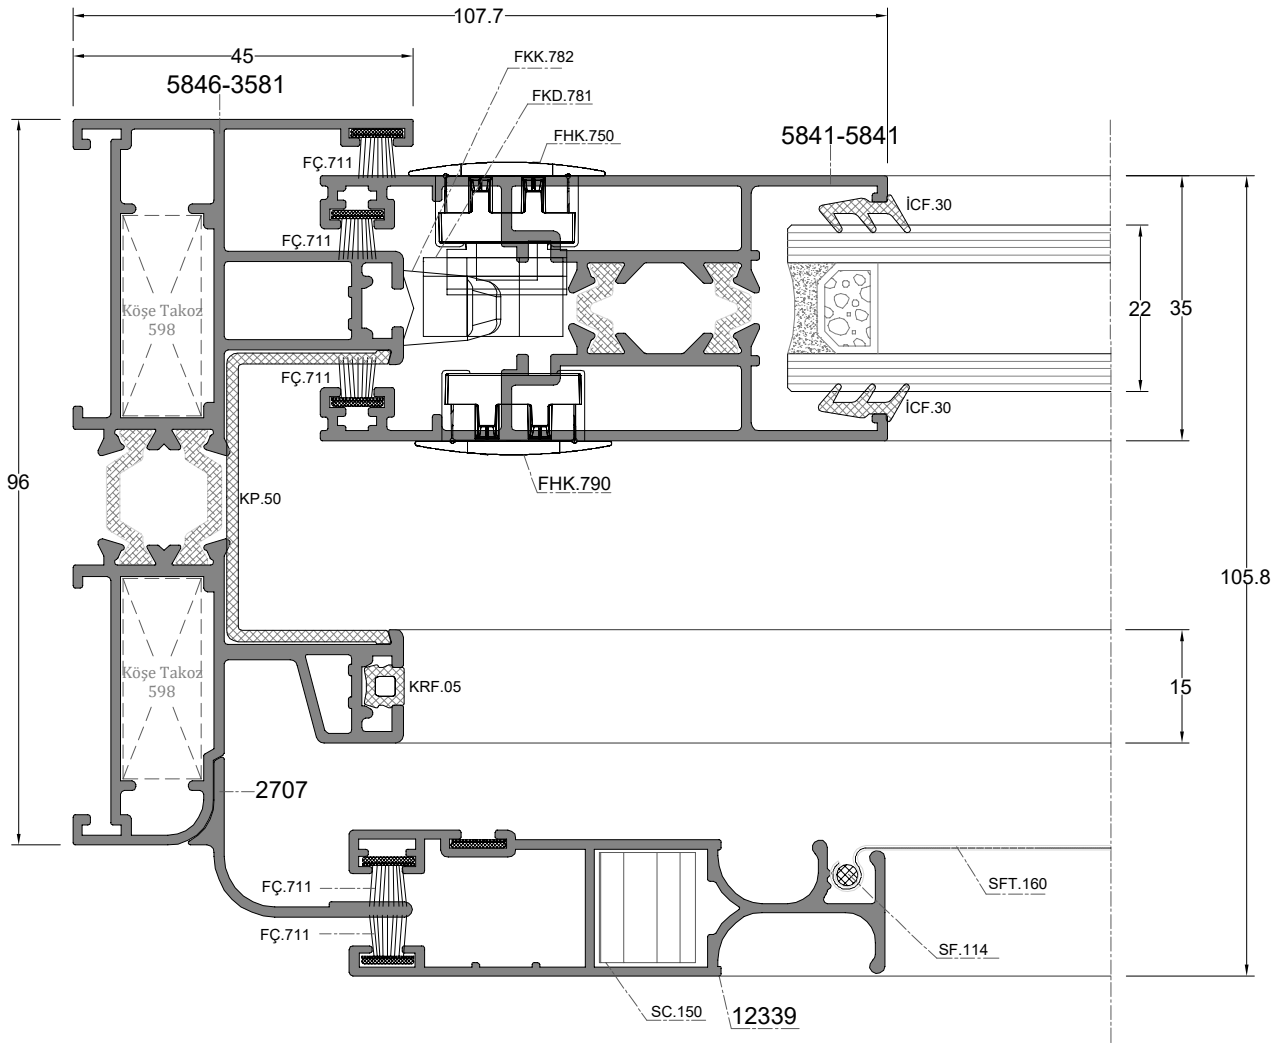 107.7
45
FKK.782
5846-3581
FKD.781
FHK.750
5841-5841
FÇ.711
İCF.30
FÇ.711
Köşe Takoz
598
22
35
FÇ.711
İCF.30
96
FHK.790
KP.50
105.8
Köşe Takoz
598
KRF.05
15
2707
FÇ.711
SFT.160
FÇ.711
SF.114
SC.150
12339